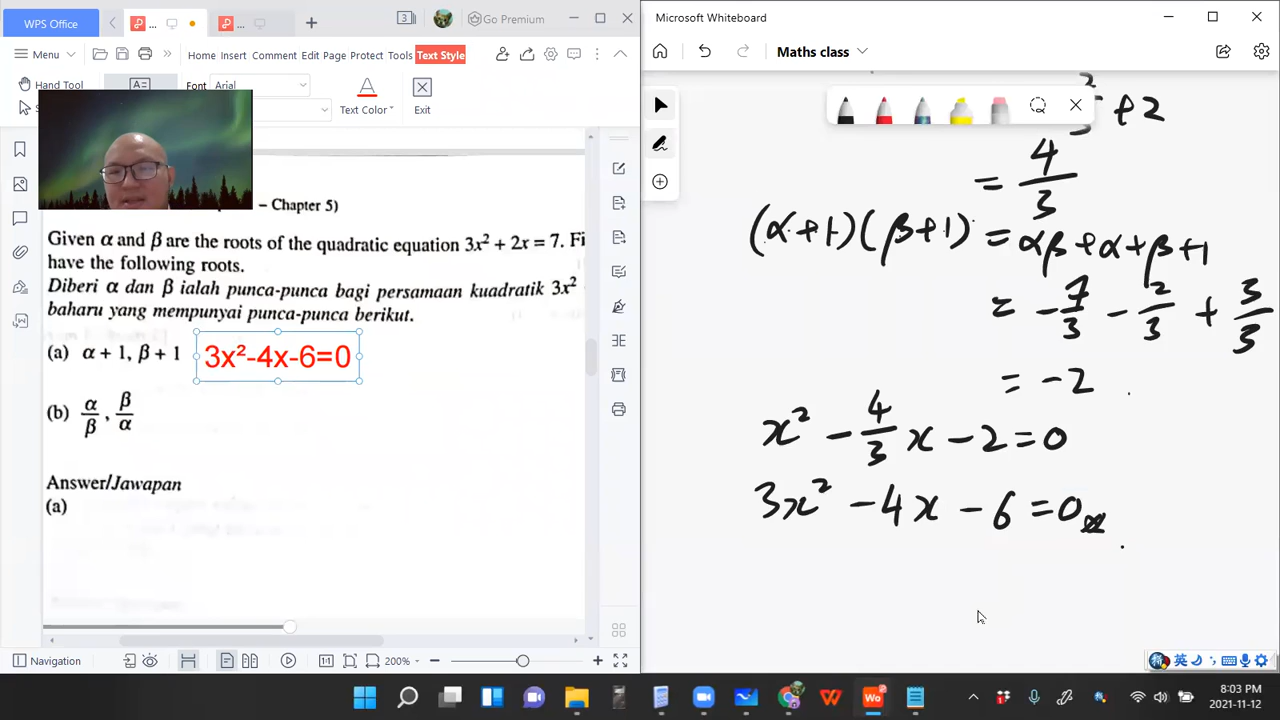 WPS Office
...
...
3
Go Premium
Menu
Home Insert Comment Edit Page Protect Tools Text Style
Hand Tool
Font Arial
Text Color
Exit
– Chapter 5)
Given α and β are the roots of the quadratic equation 3x² + 2x = 7. Fi
have the following roots.
Diberi α dan β ialah punca-punca bagi persamaan kuadratik 3x²
baharu yang mempunyai punca-punca berikut.
(a) α + 1, β + 1
3x²-4x-6=0
(b) α/β , β/α
Answer/Jawapan
(a)
Navigation
200%
Microsoft Whiteboard
Maths class
+2
= 4/3
(α+1)(β+1) = αβ+α+β+1
= -7/3 - 2/3 + 3/3
= -2
x² - 4/3 x - 2 = 0
3x² - 4x - 6 = 0
英
8:03 PM
2021-11-12